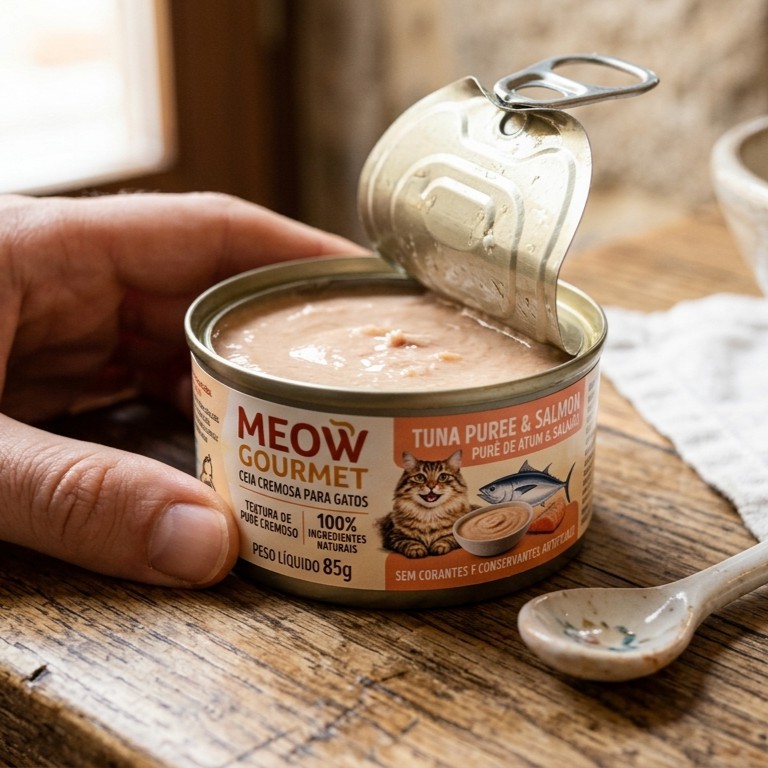 MEOW
GOURMET
CEIA CREMOSA PARA GATOS
TEXTURA DE
PURÊ CREMOSO
100%
INGREDIENTES
NATURAIS
PESO LÍQUIDO 85g
TUNA PUREE & SALMON
PURÊ DE ATUM & SALMÃO
SEM CORANTES E CONSERVANTES